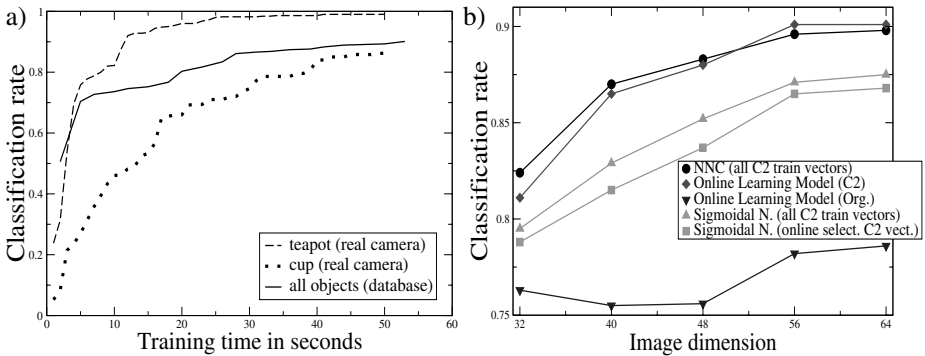 a)
Classification rate
1
0.8
0.6
0.4
0.2
0
0 10 20 30 40 50 60
Training time in seconds
teapot (real camera)
cup (real camera)
all objects (database)
b)
Classification rate
0.9
0.85
0.8
0.75
32 40 48 56 64
Image dimension
NNC (all C2 train vectors)
Online Learning Model (C2)
Online Learning Model (Org.)
Sigmoidal N. (all C2 train vectors)
Sigmoidal N. (online select. C2 vect.)